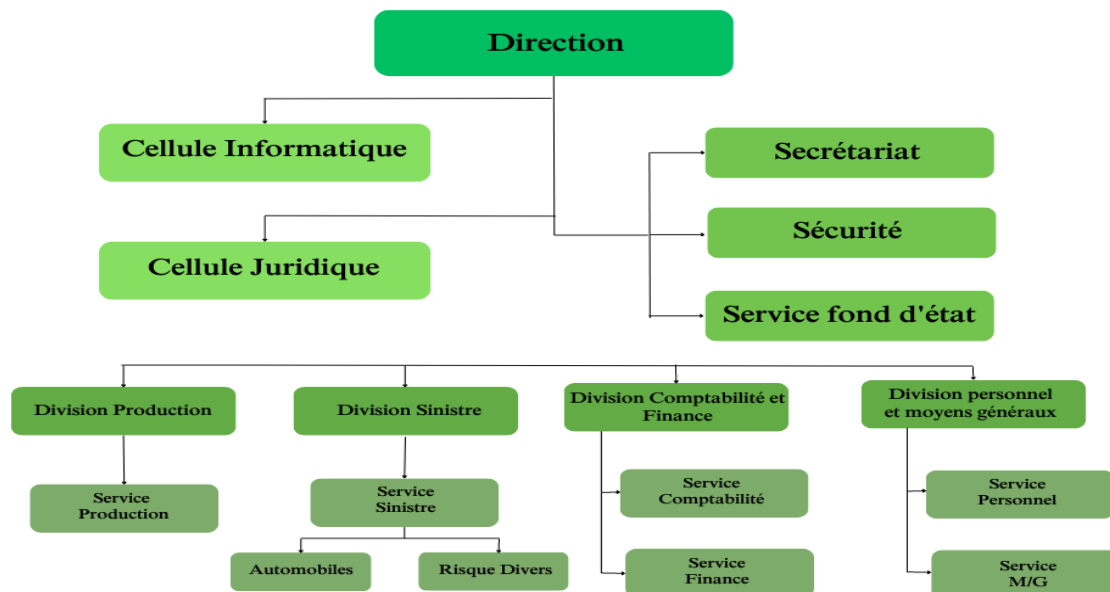 Direction
Cellule Informatique
Secrétariat
Sécurité
Cellule Juridique
Service fond d'état
Division Production
Division Sinistre
Division Comptabilité et
Finance
Division personnel
et moyens généraux
Service
Production
Service
Sinistre
Service
Comptabilité
Service
Personnel
Automobiles
Risque Divers
Service
Finance
Service
M/G